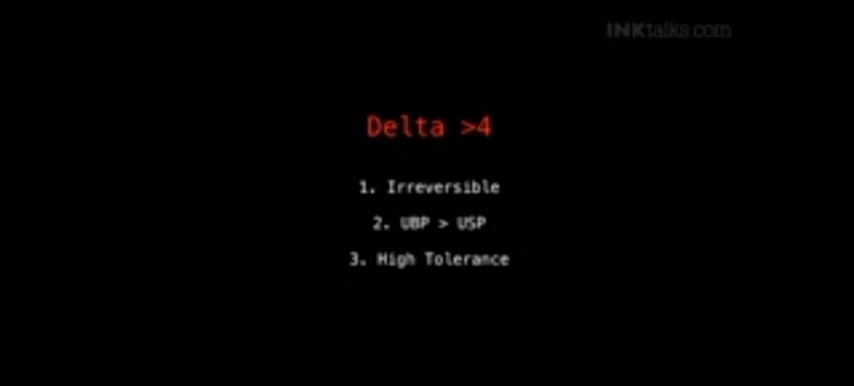 INKtalks.com
Delta >4
1. Irreversible
2. UBP > USP
3. High Tolerance